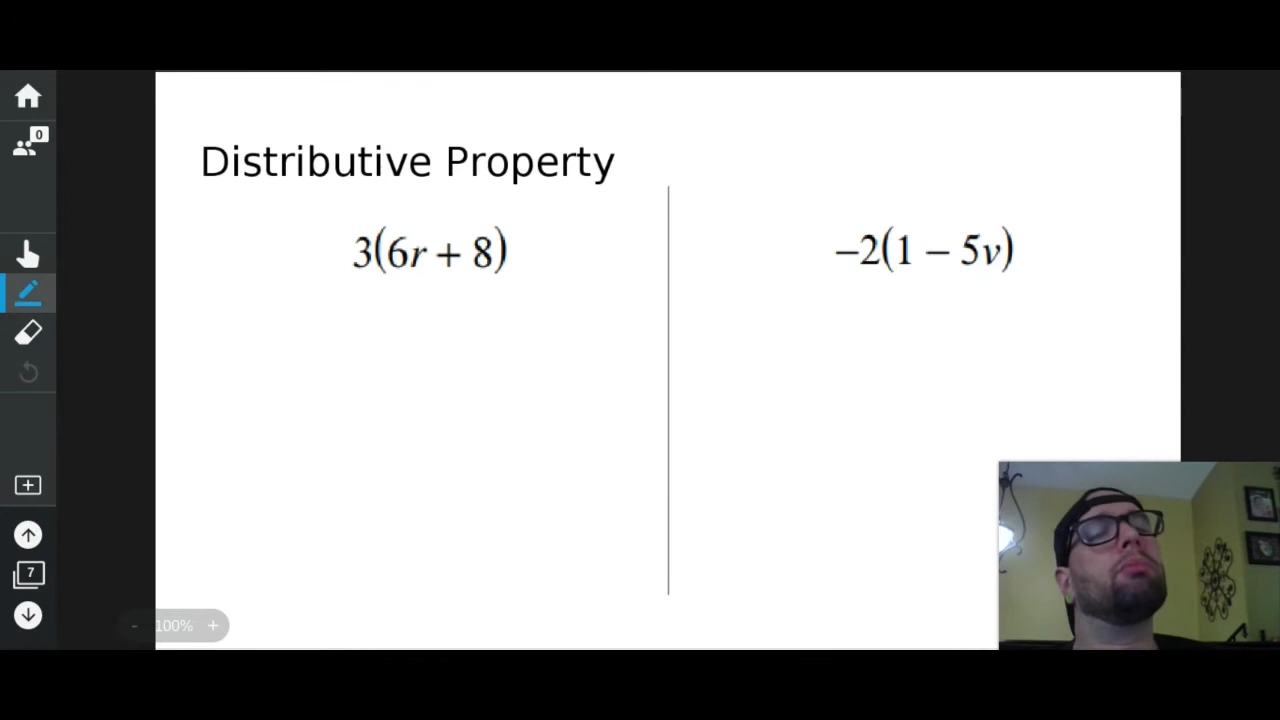 0
Distributive Property
3(6r + 8)
−2(1 − 5v)
7
- 100% +